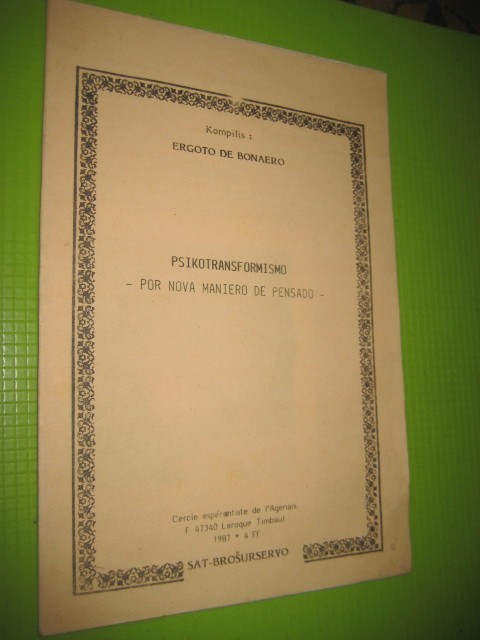 Kompilis :
ERGOTO DE BONAERO
PSIKOTRANSFORMISMO
- POR NOVA MANIERO DE PENSADO -
Cercle espérantiste de l'Agenais
F 47340 Laroque Timbaut
1987 * 4 FF
SAT-BROŠURSERVO